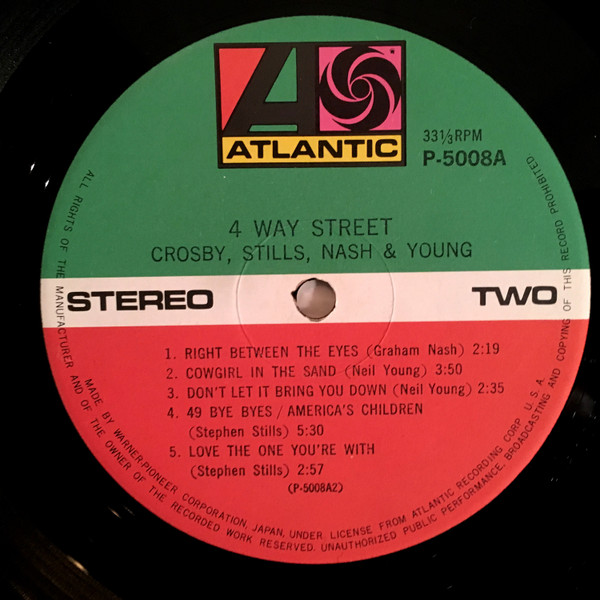 ATLANTIC
33⅓ RPM
P-5008A
4 WAY STREET
CROSBY, STILLS, NASH & YOUNG
STEREO
TWO
1. RIGHT BETWEEN THE EYES (Graham Nash) 2:19
2. COWGIRL IN THE SAND (Neil Young) 3:50
3. DON'T LET IT BRING YOU DOWN (Neil Young) 2:35
4. 49 BYE BYES / AMERICA'S CHILDREN
(Stephen Stills) 5:30
5. LOVE THE ONE YOU'RE WITH
(Stephen Stills) 2:57
(P-5008A2)
MADE BY WARNER-PIONEER CORPORATION, JAPAN, UNDER LICENSE FROM ATLANTIC RECORDING CORP. U. S. A.
ALL RIGHTS OF THE MANUFACTURER AND OF THE OWNER OF THE RECORDED WORK RESERVED. UNAUTHORIZED PUBLIC PERFORMANCE, BROADCASTING AND COPYING OF THIS RECORD PROHIBITED